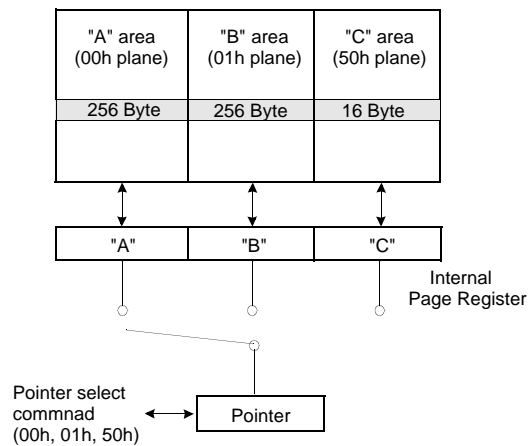 "A" area "B" area "C" area
(00h plane) (01h plane) (50h plane)
256 Byte 256 Byte 16 Byte
"A" "B" "C"
Internal
Page Register
Pointer select
commnad
(00h, 01h, 50h)
Pointer